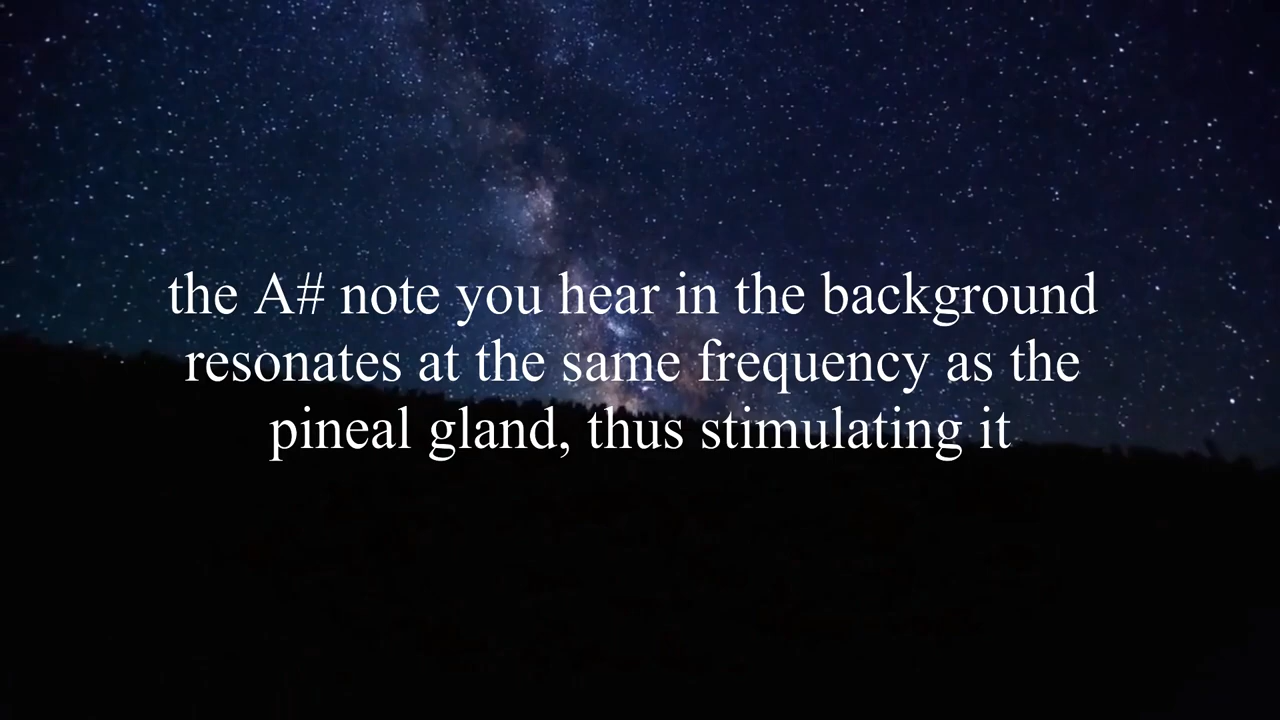 the A# note you hear in the background
resonates at the same frequency as the
pineal gland, thus stimulating it